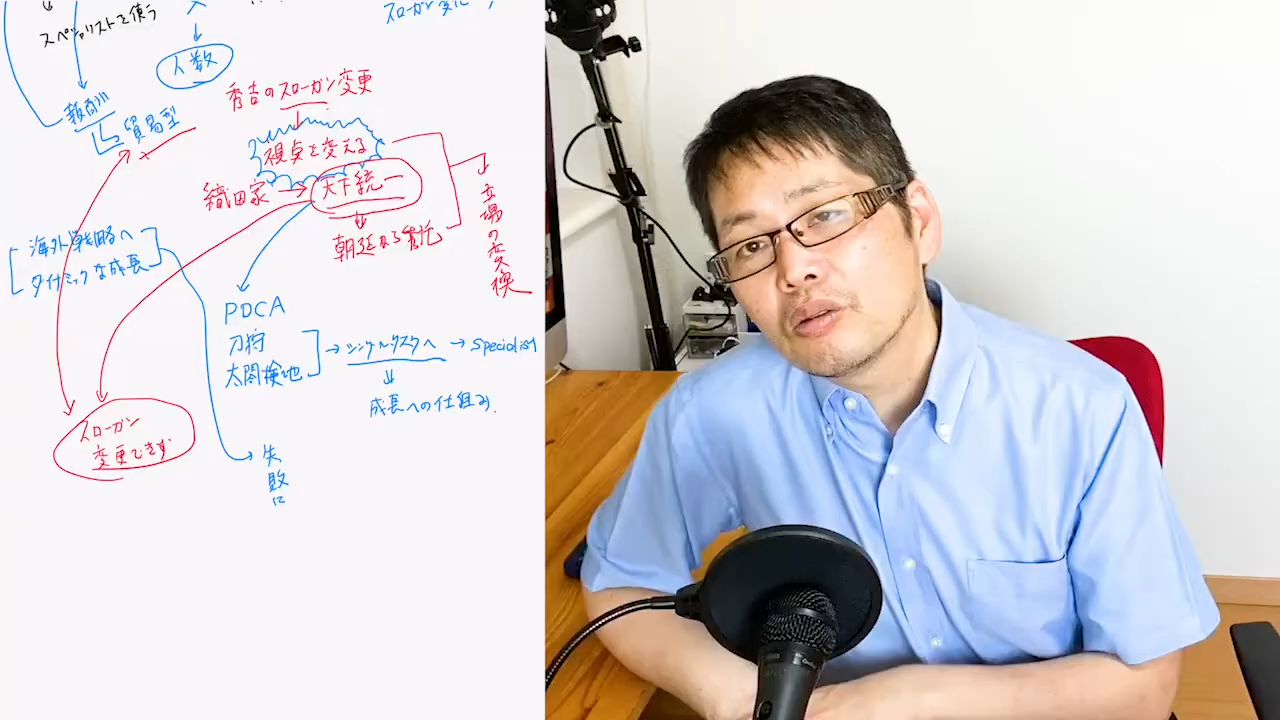 スペシャリストを使う
人数
スローガン変化
秀吉のスローガン変更
報酬
貿易型
視点を変える
織田家
天下統一
立場の変換
海外戦略へ
ダイナミックな成長
PDCA
刀狩
太閤検地
シングルタスクへ
specialist
成長への仕組み
スローガン
変更できず
失
敗
に